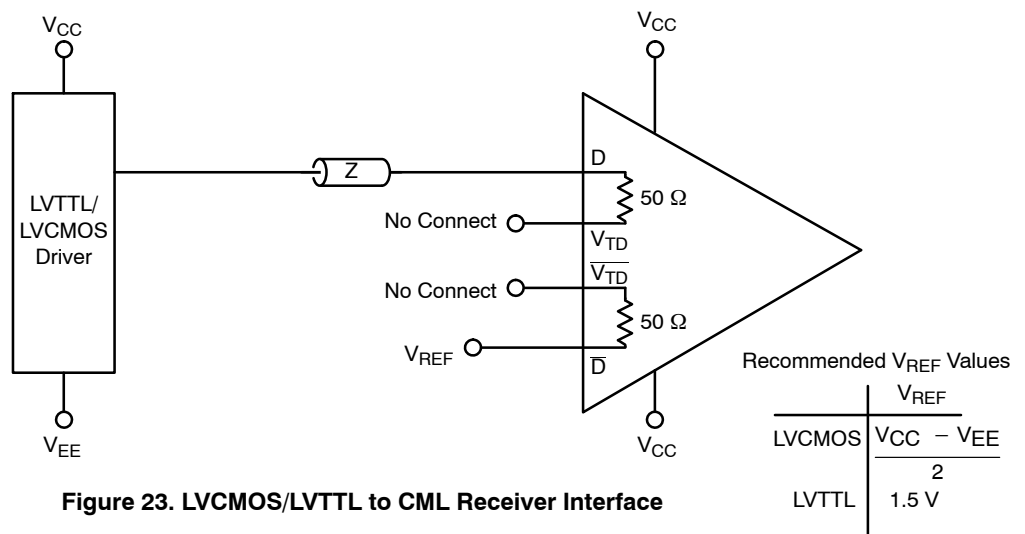 VCC
VCC
LVTTL/
LVCMOS
Driver
Z
D
50 Ω
No Connect
VTD
V̅T̅D̅
No Connect
50 Ω
VREF
D̅
VEE
VCC
Recommended VREF Values
VREF
LVCMOS
VCC − VEE
2
LVTTL
1.5 V
Figure 23. LVCMOS/LVTTL to CML Receiver Interface